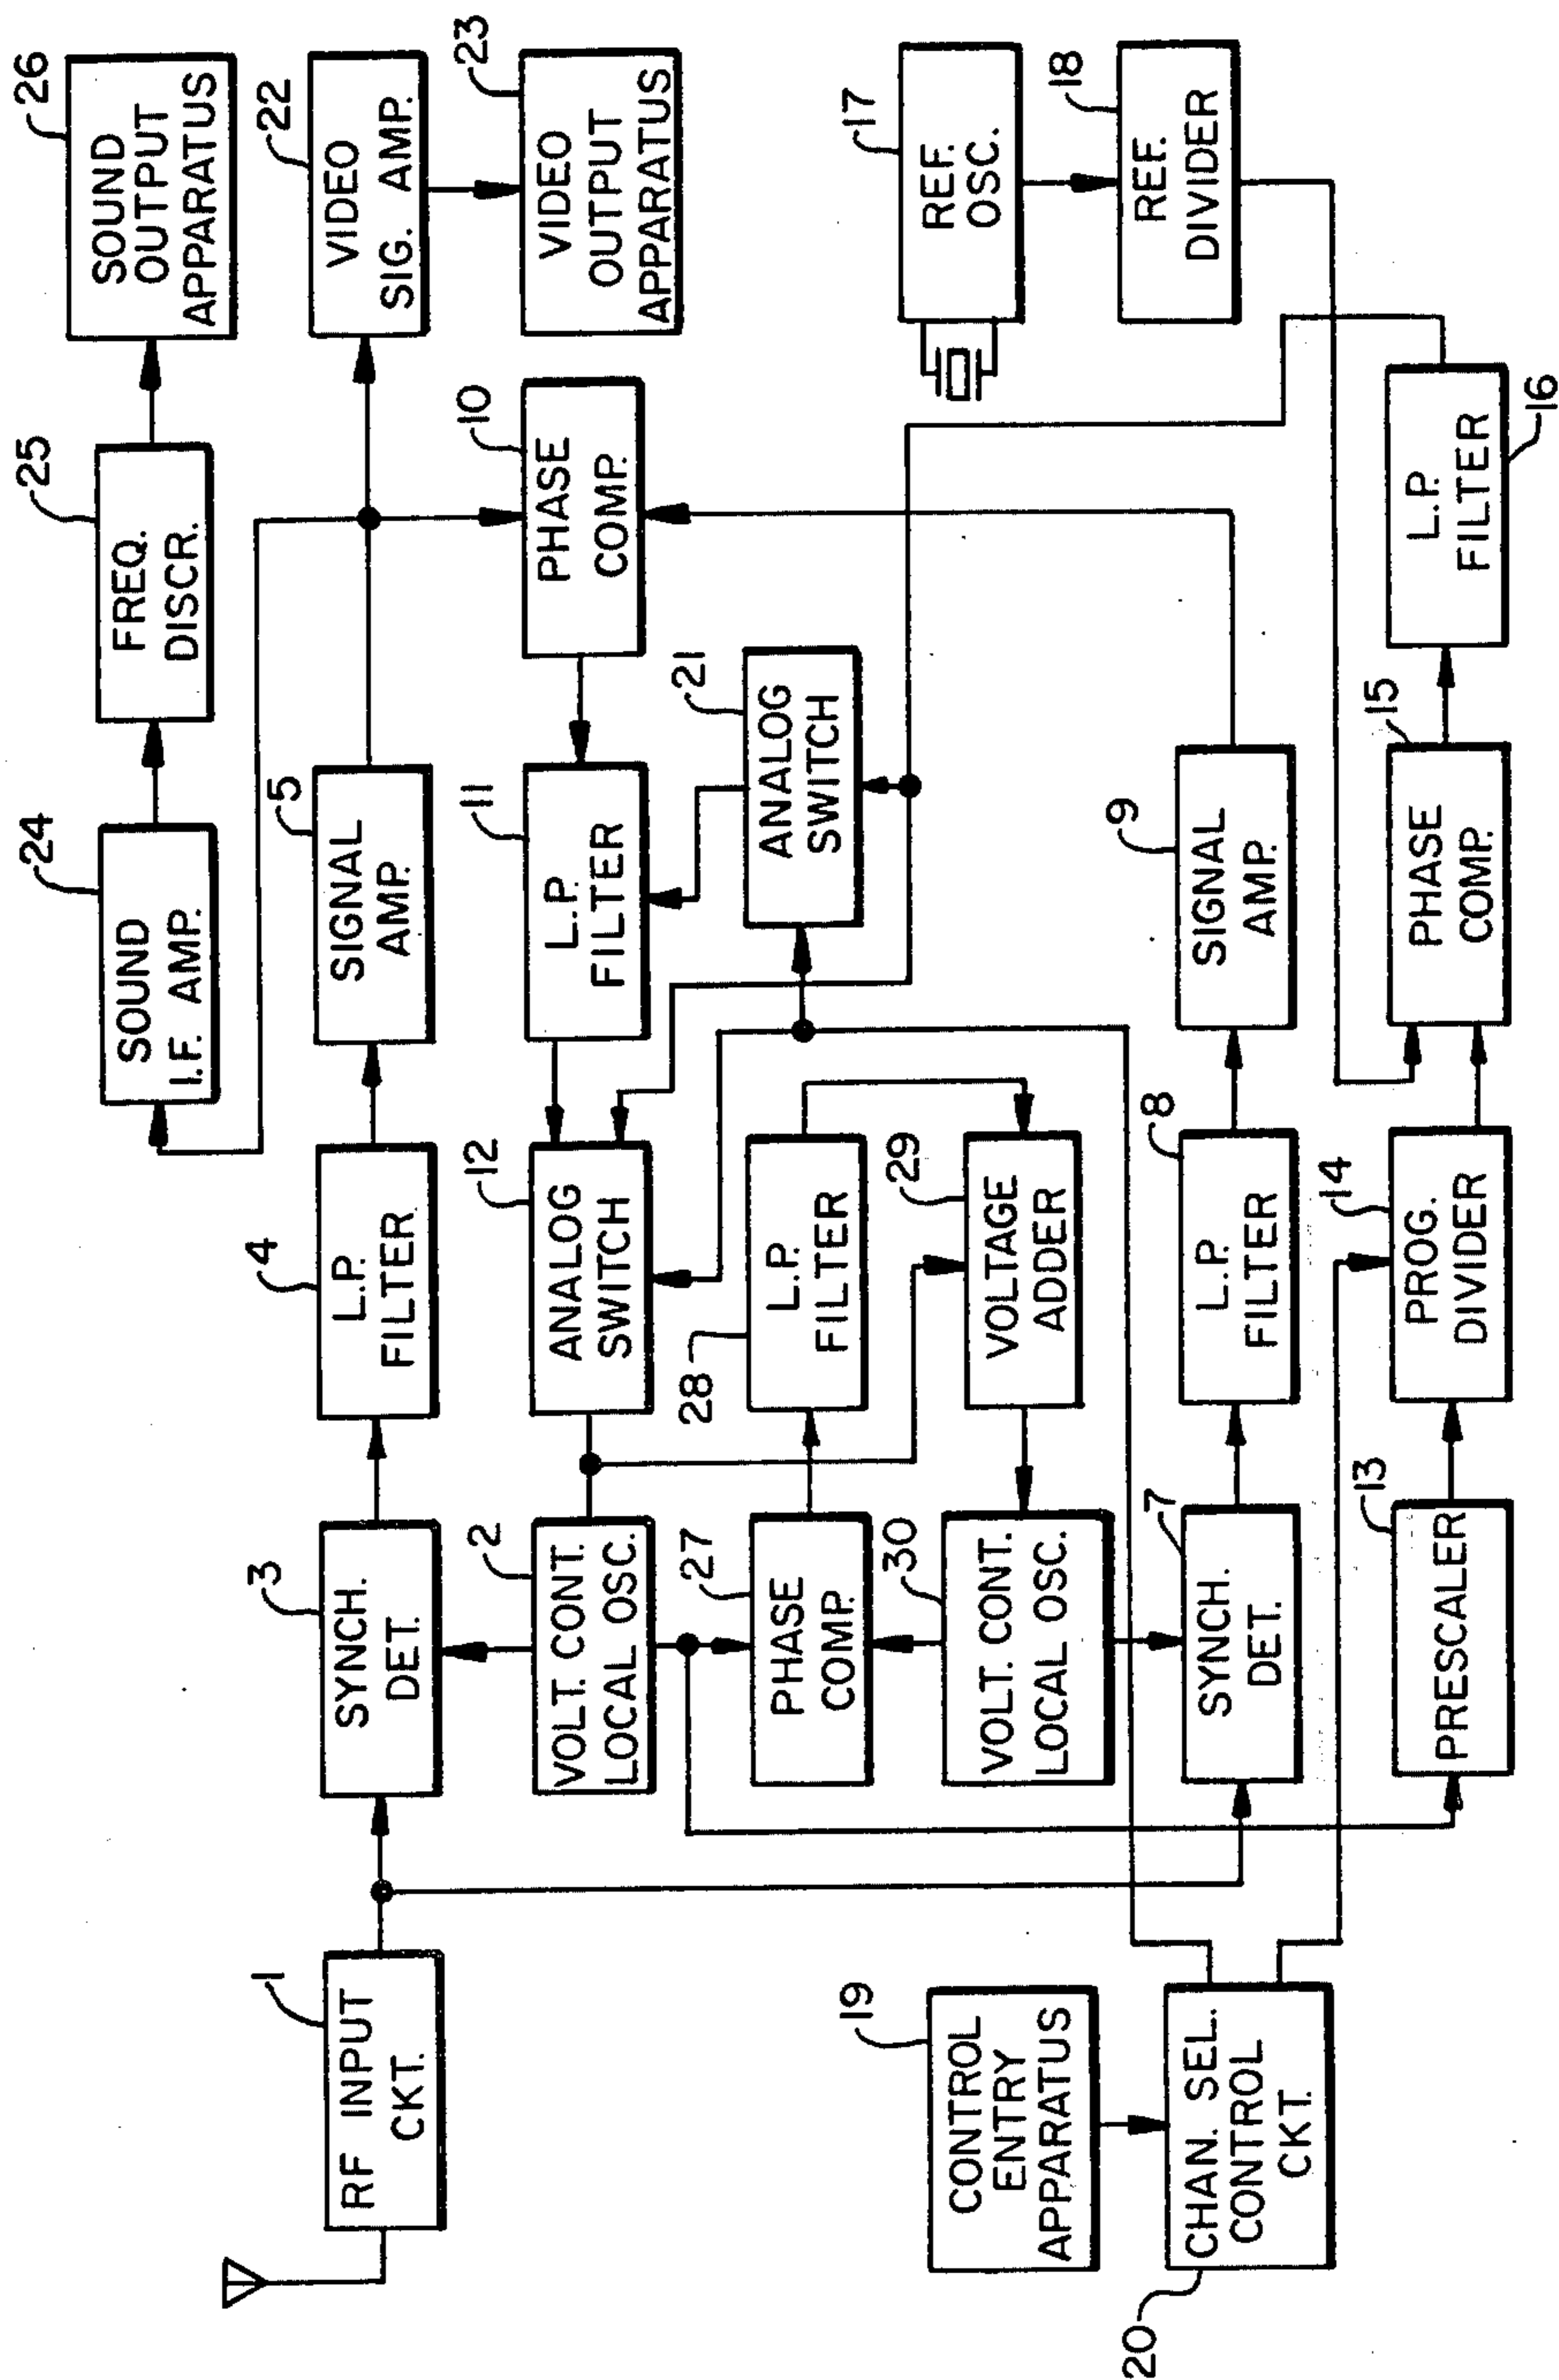 1
RF INPUT
CKT.
3
SYNCH.
DET.
4
L.P.
FILTER
5
SIGNAL
AMP.
24
SOUND
I.F. AMP.
25
FREQ.
DISCR.
26
SOUND
OUTPUT
APPARATUS
22
VIDEO
SIG. AMP.
23
VIDEO
OUTPUT
APPARATUS
2
VOLT. CONT.
LOCAL OSC.
12
ANALOG
SWITCH
11
L.P.
FILTER
10
PHASE
COMP.
27
PHASE
COMP.
28
L.P.
FILTER
21
ANALOG
SWITCH
17
REF.
OSC.
18
REF.
DIVIDER
30
VOLT. CONT.
LOCAL OSC.
29
VOLTAGE
ADDER
19
CONTROL
ENTRY
APPARATUS
20
CHAN. SEL.
CONTROL
CKT.
7
SYNCH.
DET.
8
L.P.
FILTER
9
SIGNAL
AMP.
13
PRESCALER
14
PROG.
DIVIDER
15
PHASE
COMP.
16
L.P.
FILTER